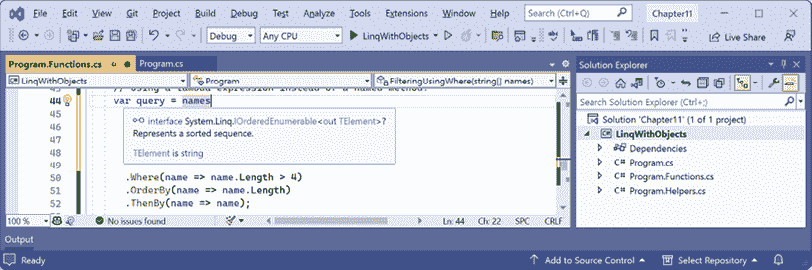 File Edit View Git Project Build Debug Test Analyze Tools Extensions Window Help Search (Ctrl+Q) Chapter11
Debug Any CPU LinqWithObjects Live Share
Program.Functions.cs Program.cs
LinqWithObjects Program FilteringUsingWhere(string[] names)
// Using a lambda expression instead of a named method.
44 var query = names
45
46 interface System.Linq.IOrderedEnumerable<out TElement>?
Represents a sorted sequence.
47
48 TElement is string
49
50 .Where(name => name.Length > 4)
51 .OrderBy(name => name.Length)
52 .ThenBy(name => name);
100 % No issues found Ln: 44 Ch: 22 SPC CRLF
Output
Ready Add to Source Control Select Repository
Solution Explorer
Search Solution Explorer (Ctrl+;)
Solution 'Chapter11' (1 of 1 project)
LinqWithObjects
Dependencies
C# Program.cs
C# Program.Functions.cs
C# Program.Helpers.cs